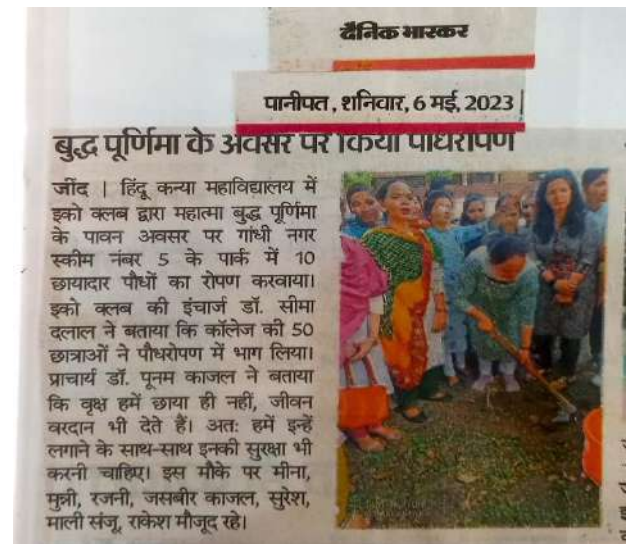 दैनिक भास्कर
पानीपत, शनिवार, 6 मई, 2023
बुद्ध पूर्णिमा के अवसर पर किया पौधरोपण
जींद | हिंदू कन्या महाविद्यालय में
इको क्लब द्वारा महात्मा बुद्ध पूर्णिमा
के पावन अवसर पर गांधी नगर
स्कीम नंबर 5 के पार्क में 10
छायादार पौधों का रोपण करवाया।
इको क्लब की इंचार्ज डॉ. सीमा
दलाल ने बताया कि कॉलेज की 50
छात्राओं ने पौधरोपण में भाग लिया।
प्राचार्य डॉ. पूनम काजल ने बताया
कि वृक्ष हमें छाया ही नहीं, जीवन
वरदान भी देते हैं। अत: हमें इन्हें
लगाने के साथ-साथ इनकी सुरक्षा भी
करनी चाहिए। इस मौके पर मीना,
मुन्नी, रजनी, जसबीर काजल, सुरेश,
माली संजू, राकेश मौजूद रहे।